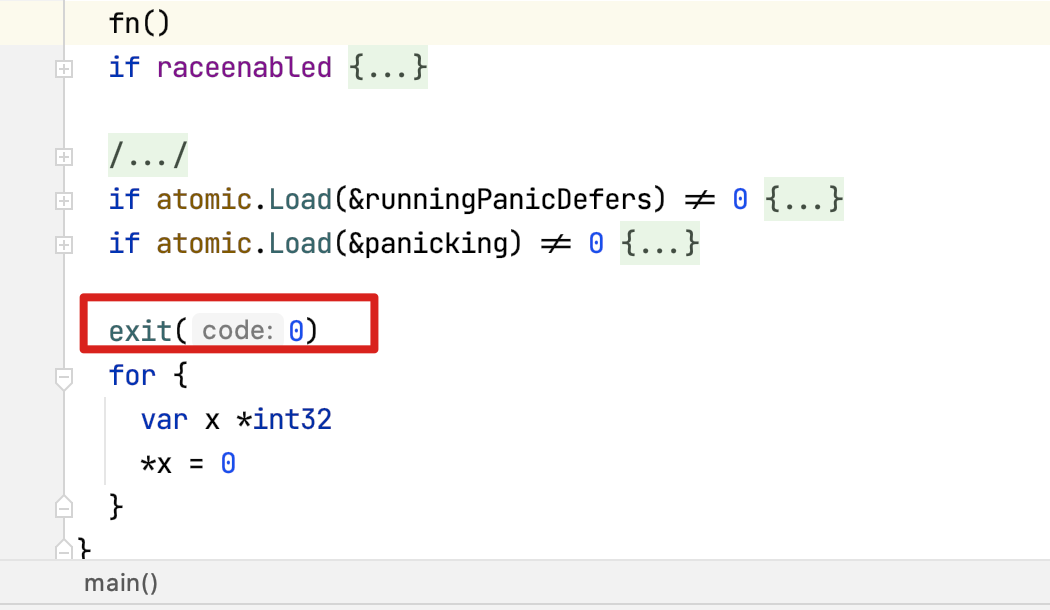 fn()
if raceenabled {...}
/.../
if atomic.Load(&runningPanicDefers) ≠ 0 {...}
if atomic.Load(&panicking) ≠ 0 {...}
exit( code: 0)
for {
var x *int32
*x = 0
}
}
main()